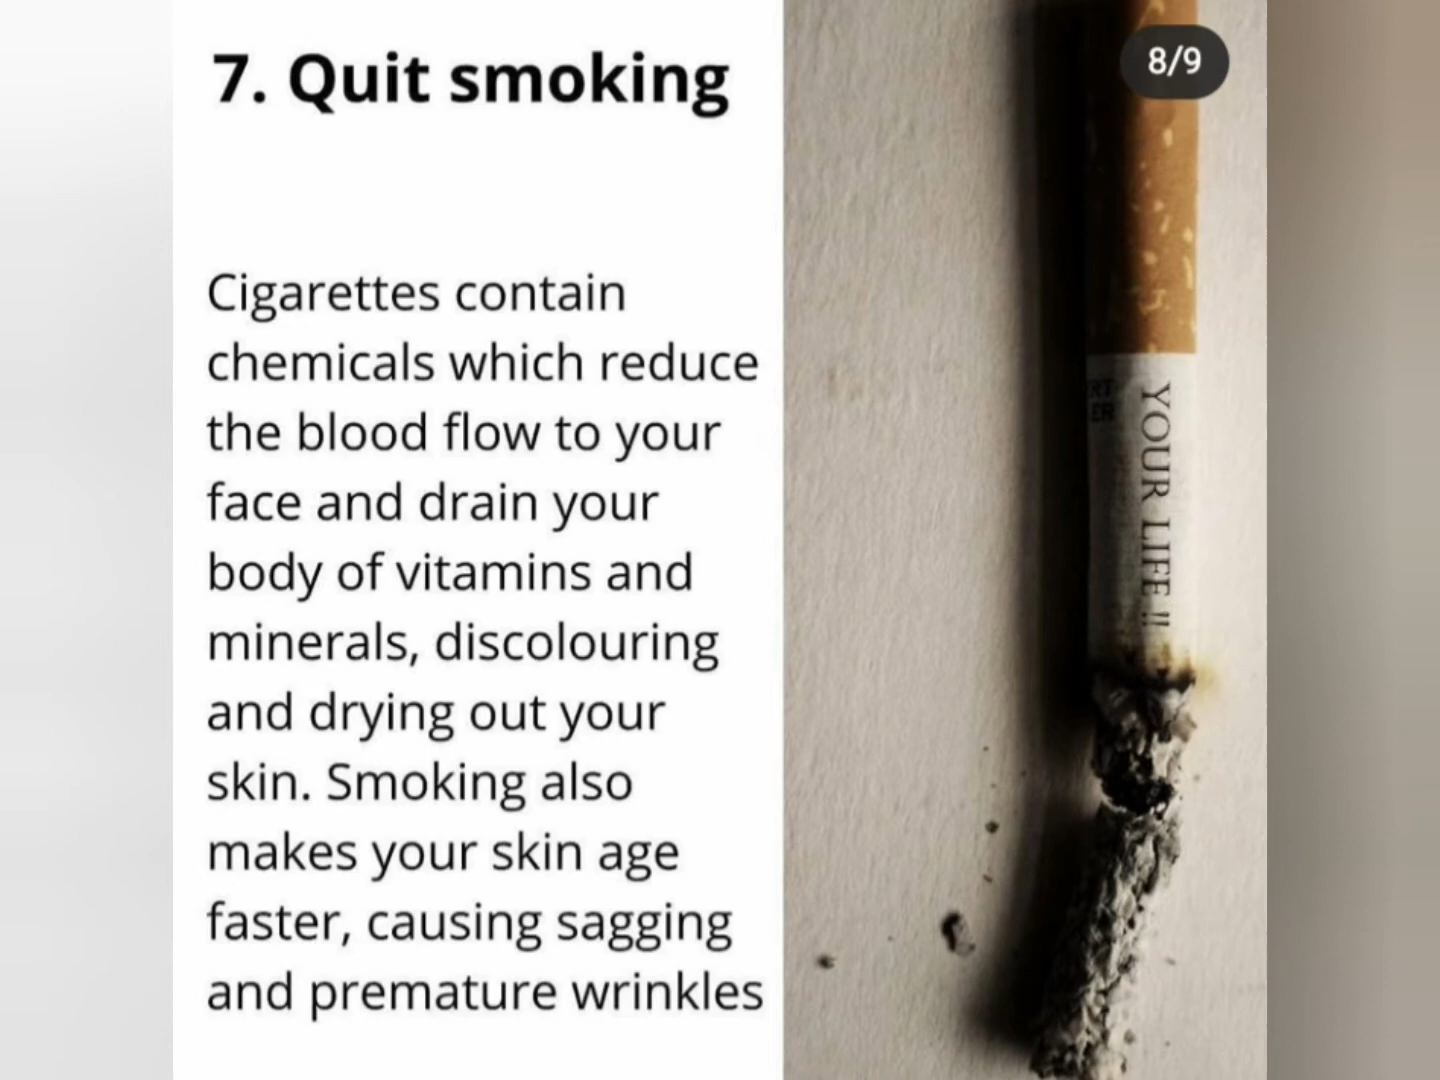 7. Quit smoking
8/9
Cigarettes contain
chemicals which reduce
the blood flow to your
face and drain your
body of vitamins and
minerals, discolouring
and drying out your
skin. Smoking also
makes your skin age
faster, causing sagging
and premature wrinkles
YOUR LIFE !!